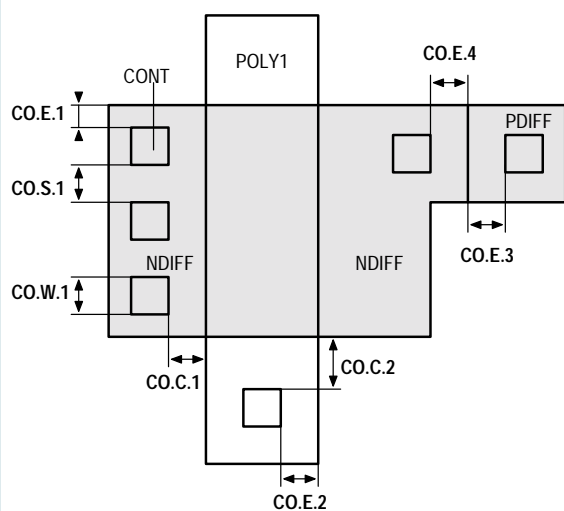 CO.E.4
POLY1
CONT
CO.E.1
PDIFF
CO.S.1
CO.E.3
NDIFF
NDIFF
CO.W.1
CO.C.2
CO.C.1
CO.E.2